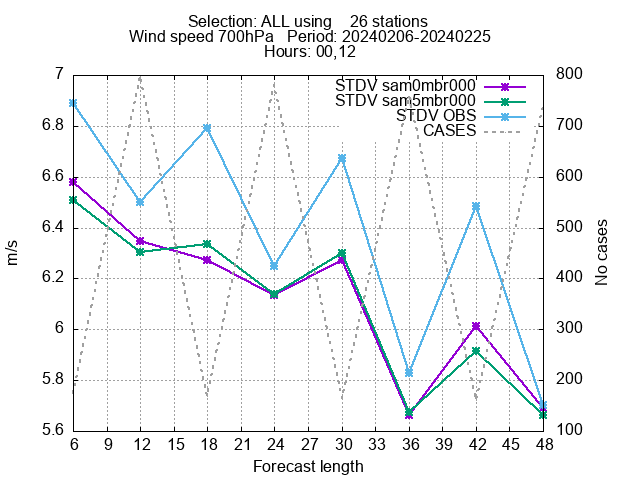 Selection: ALL using    26 stations
Wind speed 700hPa   Period: 20240206-20240225
Hours: 00,12
STDV sam0mbr000
STDV sam5mbr000
STDV OBS
CASES
7
6.8
6.6
6.4
6.2
6
5.8
5.6
m/s
800
700
600
500
400
300
200
100
No cases
6 9 12 15 18 21 24 27 30 33 36 39 42 45 48
Forecast length